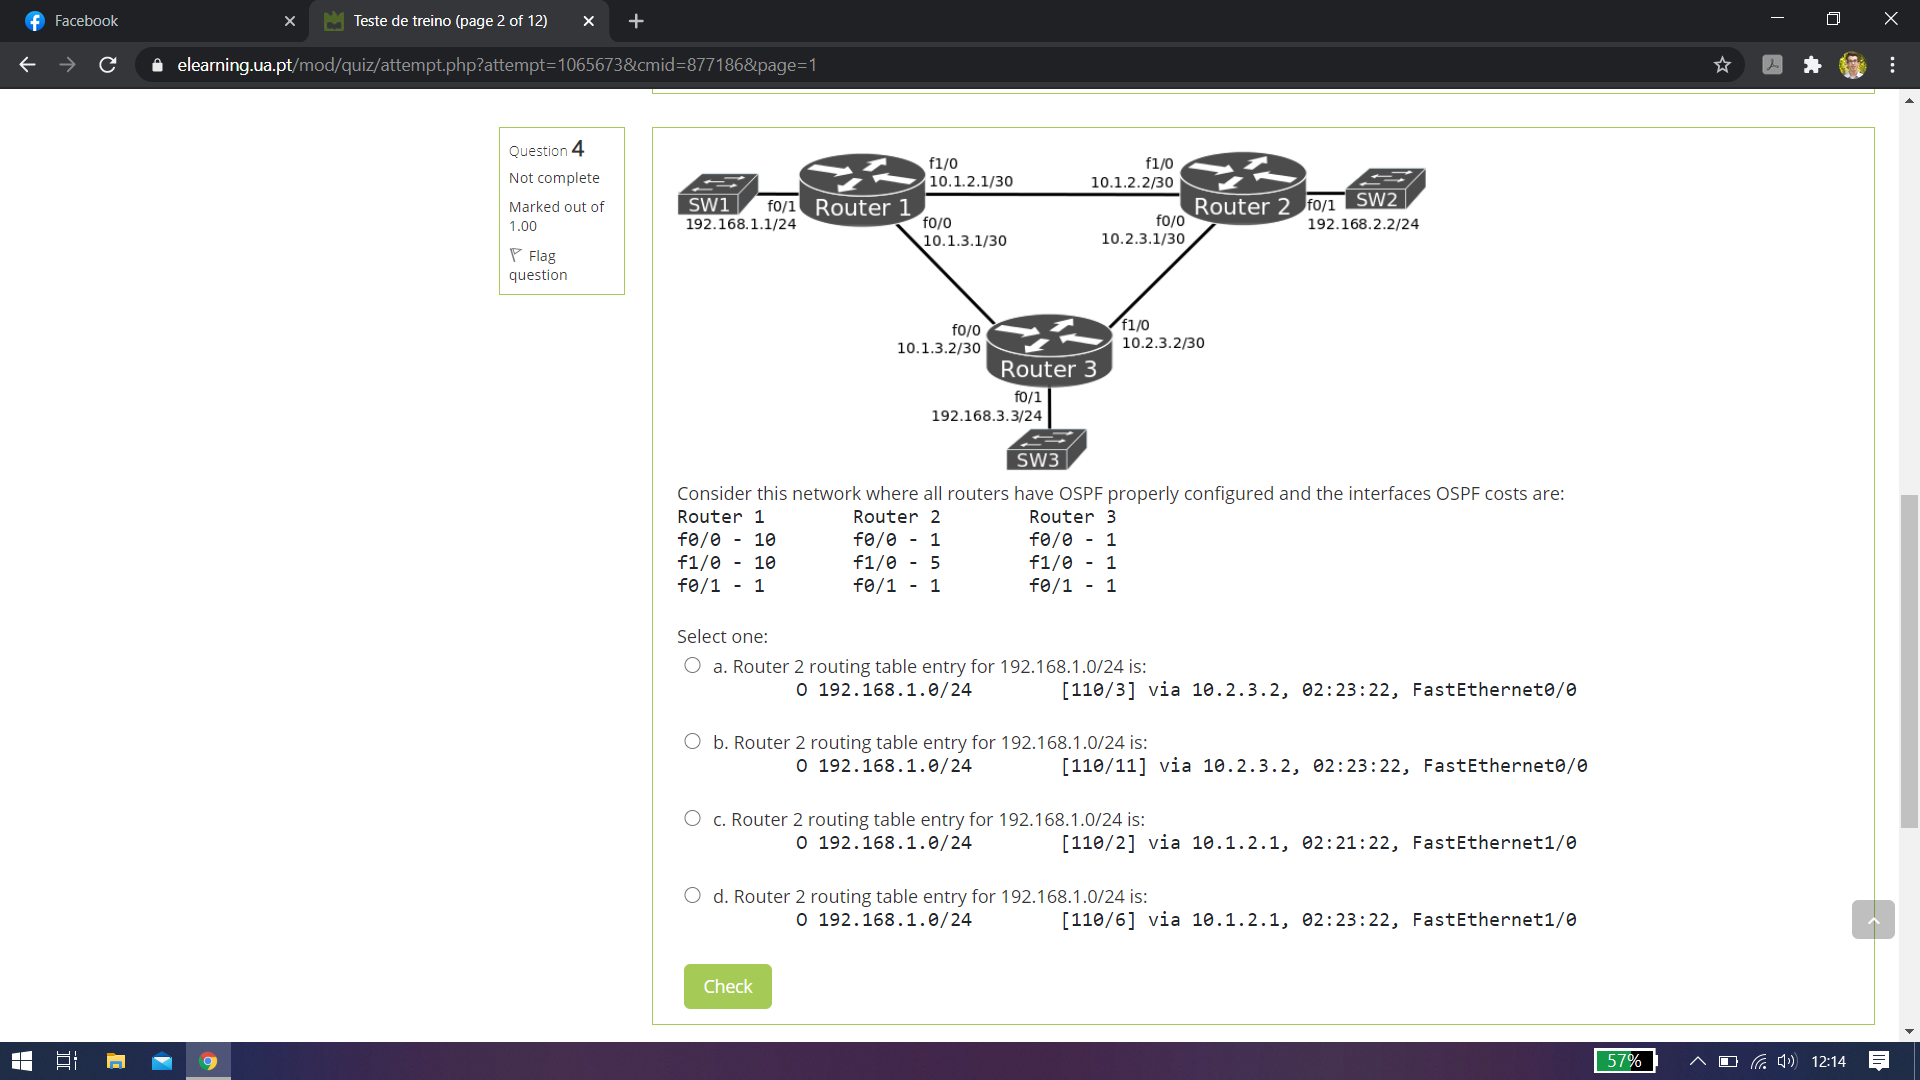 Facebook
Teste de treino (page 2 of 12)
elearning.ua.pt/mod/quiz/attempt.php?attempt=1065673&cmid=877186&page=1
Question 4
Not complete
Marked out of
1.00
Flag
question
f1/0
10.1.2.1/30
f1/0
10.1.2.2/30
SW1
f0/1
Router 1
192.168.1.1/24
f0/0
10.1.3.1/30
Router 2
f0/1
SW2
192.168.2.2/24
f0/0
10.2.3.1/30
f0/0
10.1.3.2/30
f1/0
10.2.3.2/30
Router 3
f0/1
192.168.3.3/24
SW3
Consider this network where all routers have OSPF properly configured and the interfaces OSPF costs are:
Router 1 Router 2 Router 3
f0/0 - 10 f0/0 - 1 f0/0 - 1
f1/0 - 10 f1/0 - 5 f1/0 - 1
f0/1 - 1 f0/1 - 1 f0/1 - 1
Select one:
a. Router 2 routing table entry for 192.168.1.0/24 is:
O 192.168.1.0/24 [110/3] via 10.2.3.2, 02:23:22, FastEthernet0/0
b. Router 2 routing table entry for 192.168.1.0/24 is:
O 192.168.1.0/24 [110/11] via 10.2.3.2, 02:23:22, FastEthernet0/0
c. Router 2 routing table entry for 192.168.1.0/24 is:
O 192.168.1.0/24 [110/2] via 10.1.2.1, 02:21:22, FastEthernet1/0
d. Router 2 routing table entry for 192.168.1.0/24 is:
O 192.168.1.0/24 [110/6] via 10.1.2.1, 02:23:22, FastEthernet1/0
Check
57%
12:14